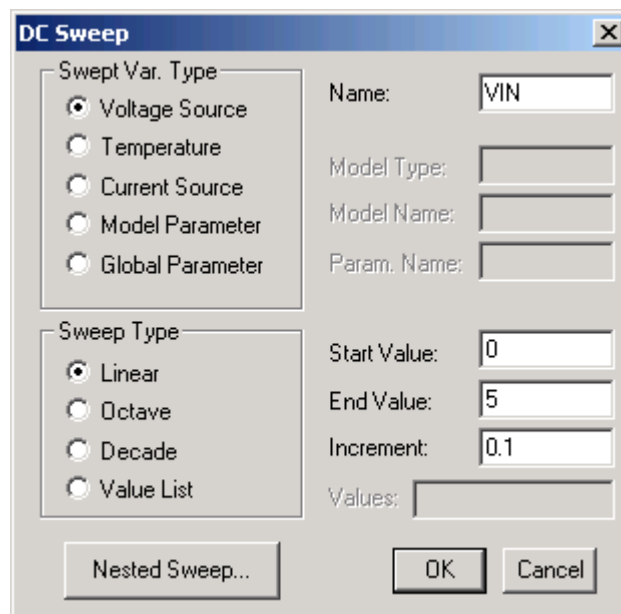 DC Sweep
Swept Var. Type
Voltage Source
Temperature
Current Source
Model Parameter
Global Parameter
Name: VIN
Model Type:
Model Name:
Param. Name:
Sweep Type
Linear
Octave
Decade
Value List
Start Value: 0
End Value: 5
Increment: 0.1
Values:
Nested Sweep...
OK
Cancel